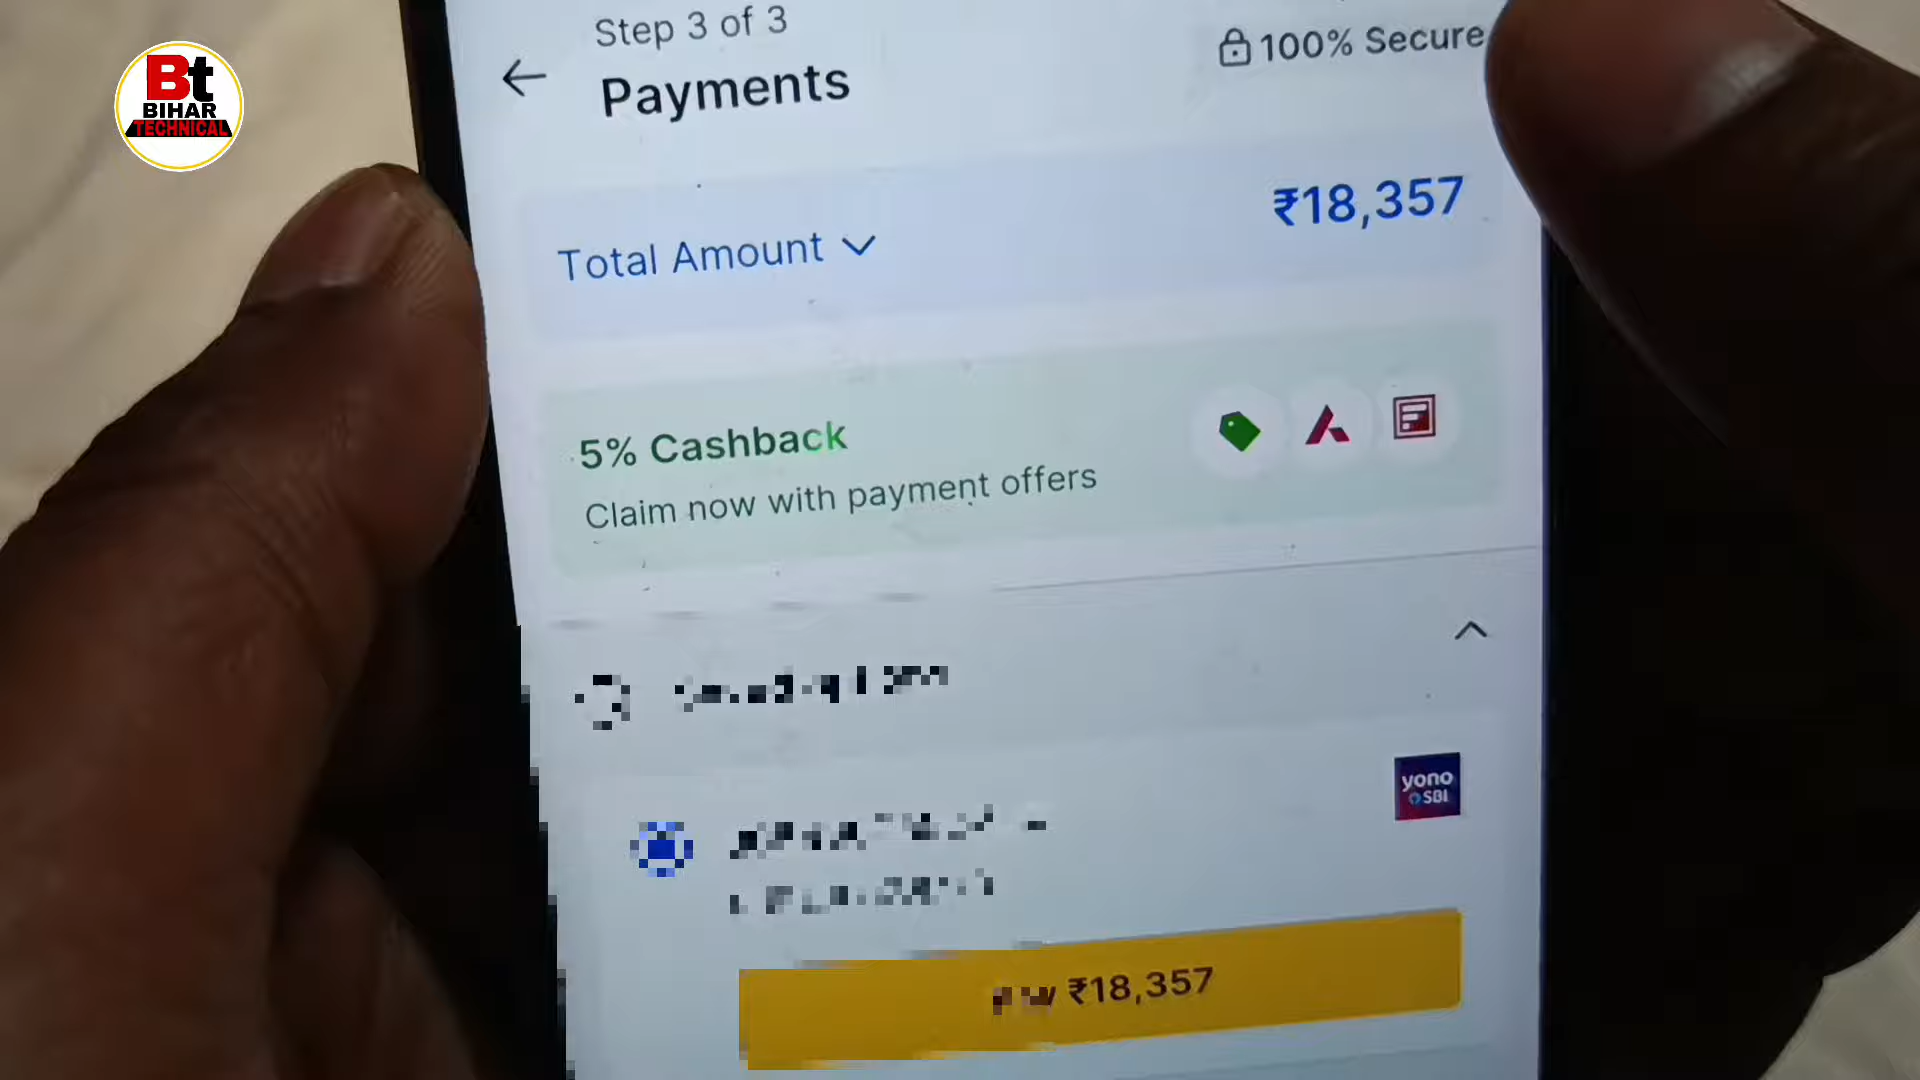 Step 3 of 3
100% Secure
Payments
Bt
BIHAR
TECHNICAL
₹18,357
Total Amount
5% Cashback
Claim now with payment offers
yono
SBI
₹18,357